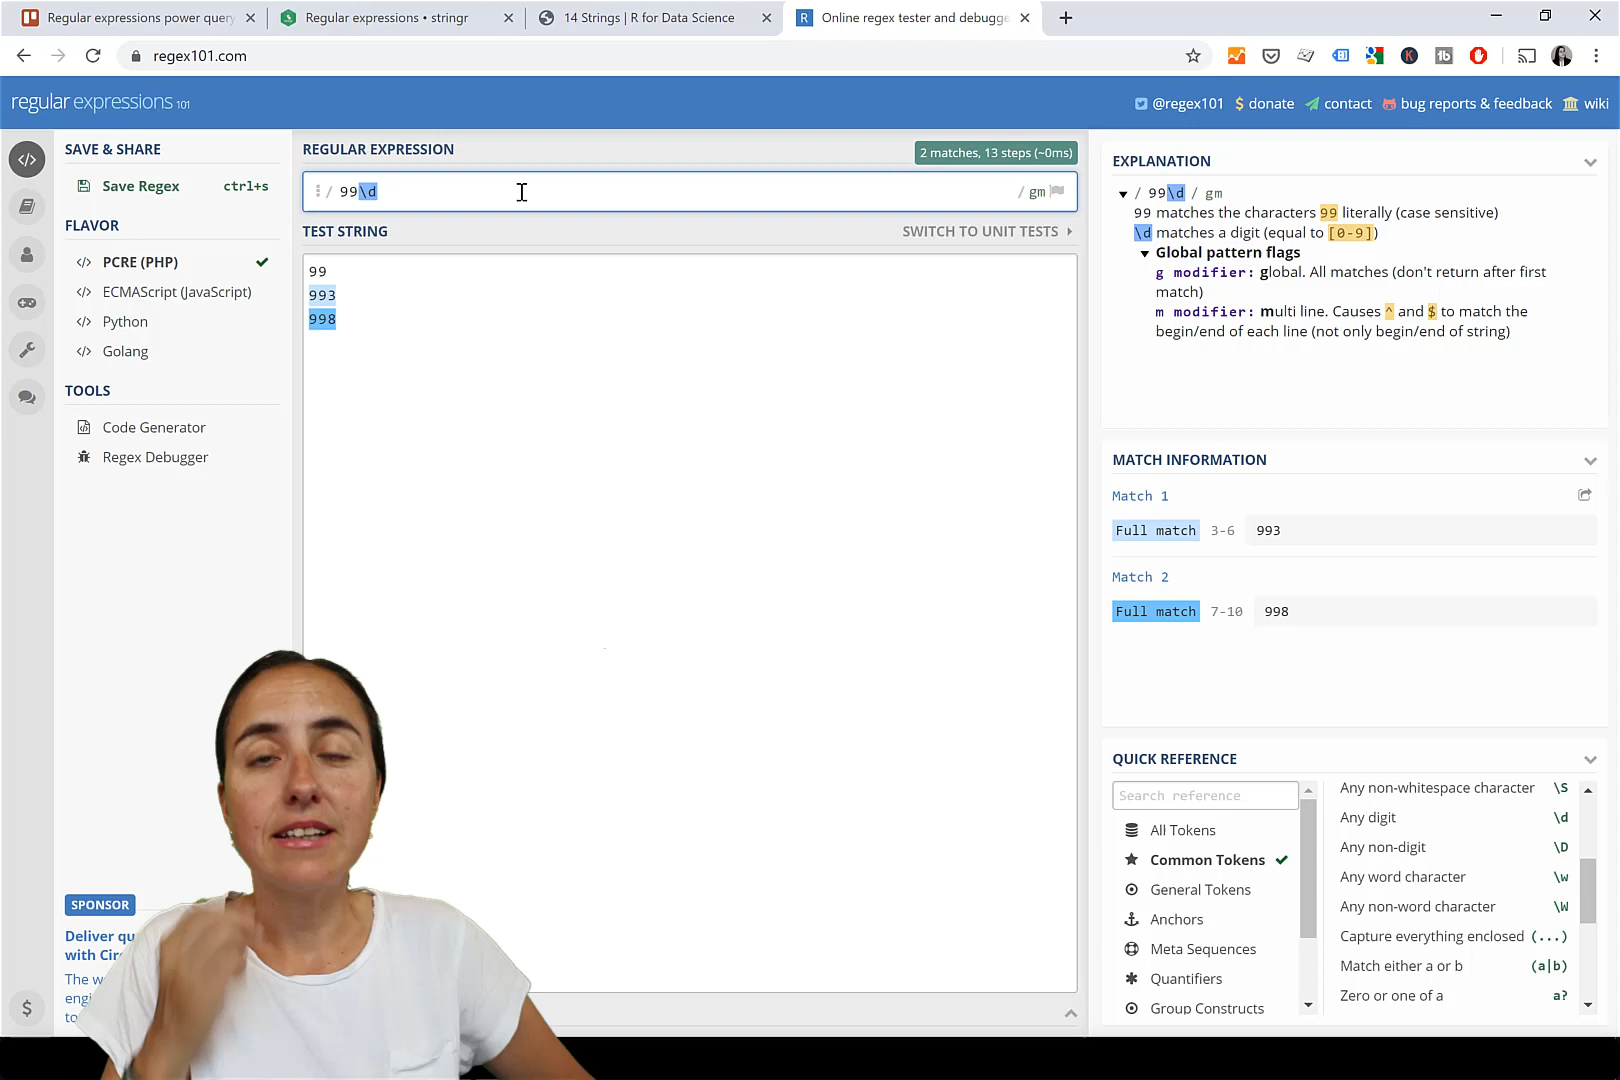 Regular expressions power query
Regular expressions • stringr
14 Strings | R for Data Science
Online regex tester and debugge
regex101.com
regular expressions 101
@regex101
donate
contact
bug reports & feedback
wiki
SAVE & SHARE
Save Regex ctrl+s
FLAVOR
PCRE (PHP)
ECMAScript (JavaScript)
Python
Golang
TOOLS
Code Generator
Regex Debugger
SPONSOR
Deliver qu
with Circ
The w
engi
to
REGULAR EXPRESSION
2 matches, 13 steps (~0ms)
/ 99\d / gm
TEST STRING
SWITCH TO UNIT TESTS
99
993
998
EXPLANATION
/ 99\d / gm
99 matches the characters 99 literally (case sensitive)
\d matches a digit (equal to [0-9])
Global pattern flags
g modifier: global. All matches (don't return after first
match)
m modifier: multi line. Causes ^ and $ to match the
begin/end of each line (not only begin/end of string)
MATCH INFORMATION
Match 1
Full match 3-6 993
Match 2
Full match 7-10 998
QUICK REFERENCE
Search reference
All Tokens
Common Tokens
General Tokens
Anchors
Meta Sequences
Quantifiers
Group Constructs
Any non-whitespace character \S
Any digit \d
Any non-digit \D
Any word character \w
Any non-word character \W
Capture everything enclosed (...)
Match either a or b (a|b)
Zero or one of a a?